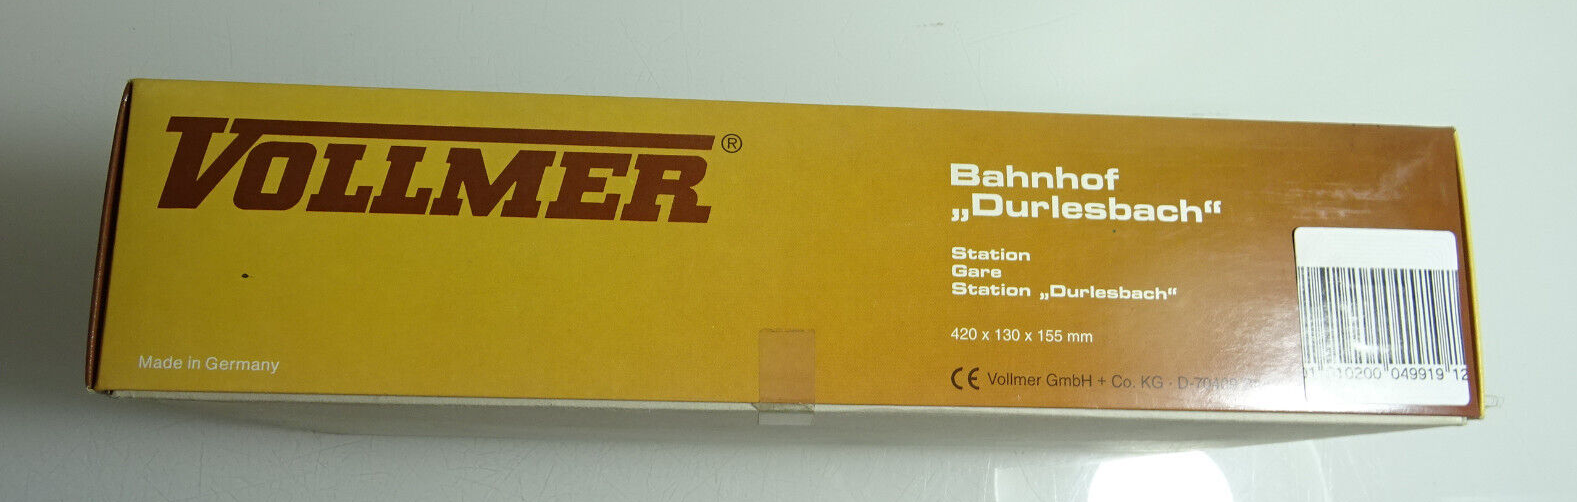 VOLLMER®
Bahnhof
„Durlesbach“
Station
Gare
Station „Durlesbach“
420 x 130 x 155 mm
Made in Germany
CE Vollmer GmbH + Co. KG · D-70409
010200 049919 12